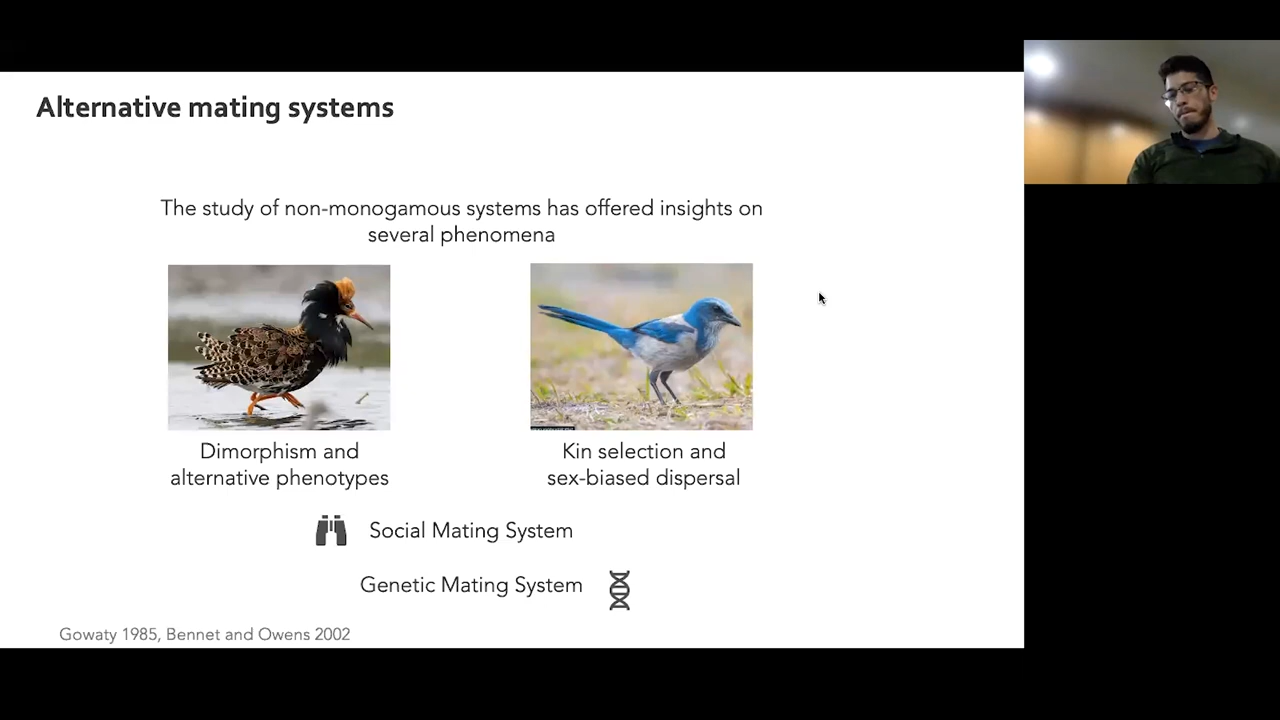 Alternative mating systems
The study of non-monogamous systems has offered insights on
several phenomena
Dimorphism and
alternative phenotypes
Kin selection and
sex-biased dispersal
Social Mating System
Genetic Mating System
Gowaty 1985, Bennet and Owens 2002